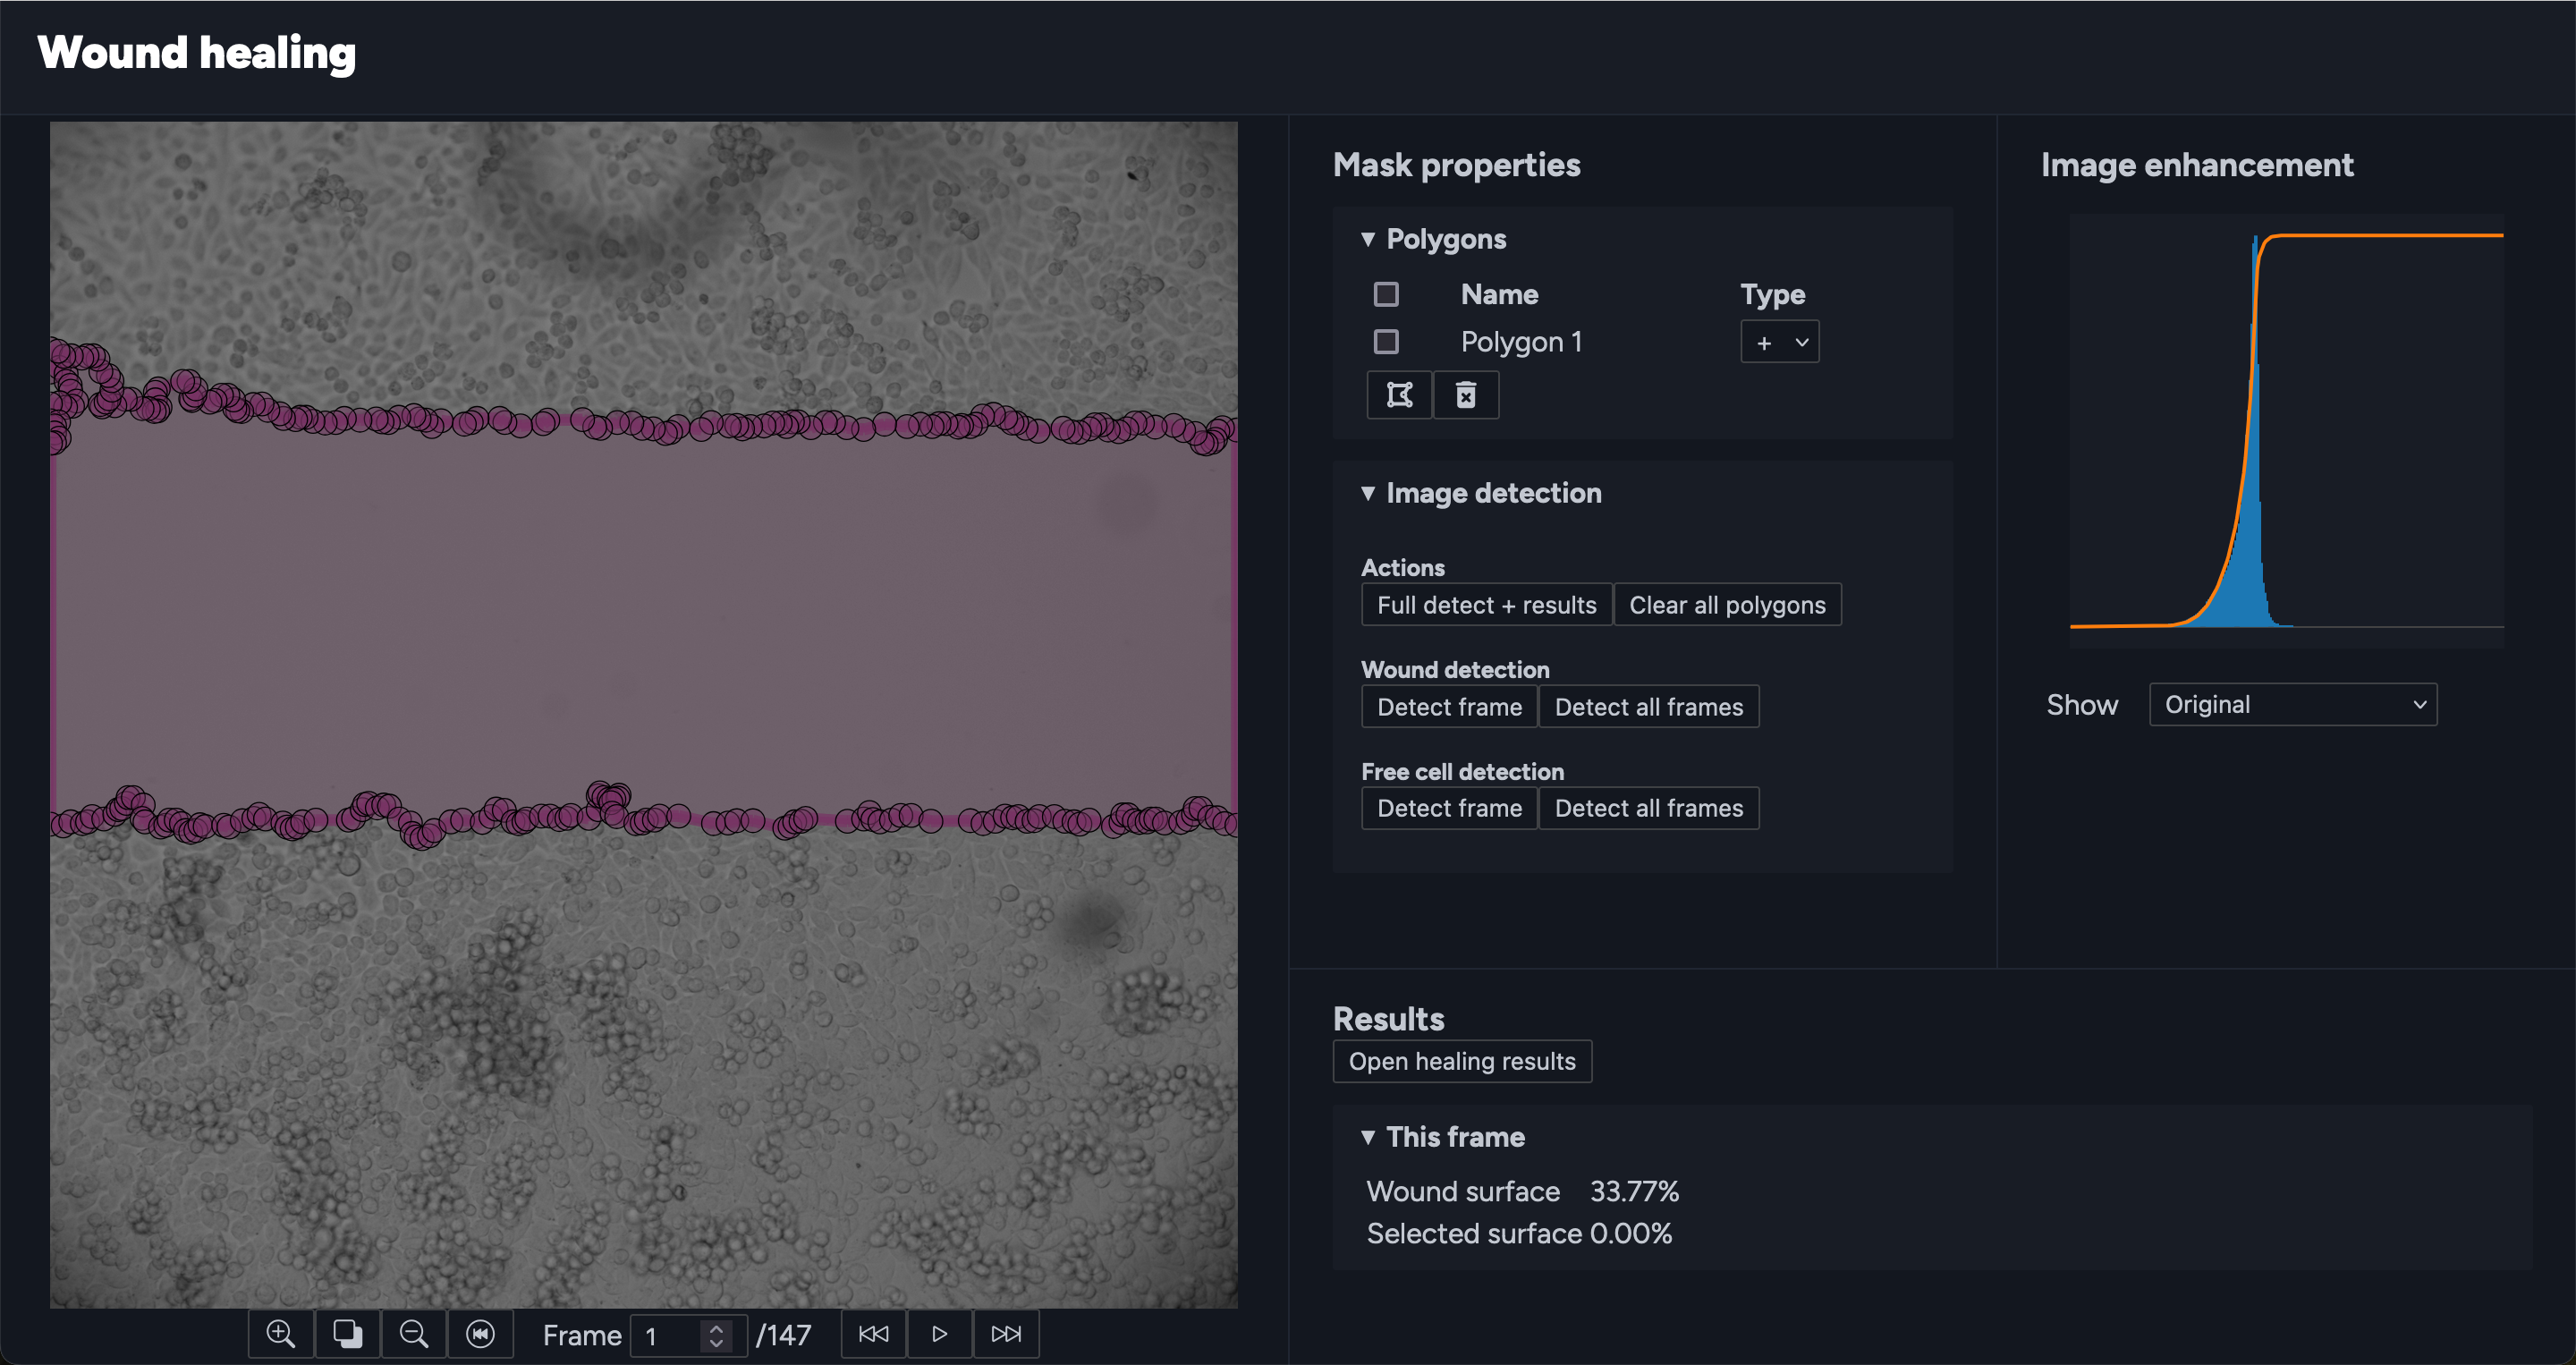 Wound healing
Mask properties
▼ Polygons
Name Type
Polygon 1 +
▼ Image detection
Actions
Full detect + results Clear all polygons
Wound detection
Detect frame Detect all frames
Free cell detection
Detect frame Detect all frames
Image enhancement
Show Original
Results
Open healing results
▼ This frame
Wound surface 33.77%
Selected surface 0.00%
Frame 1 /147